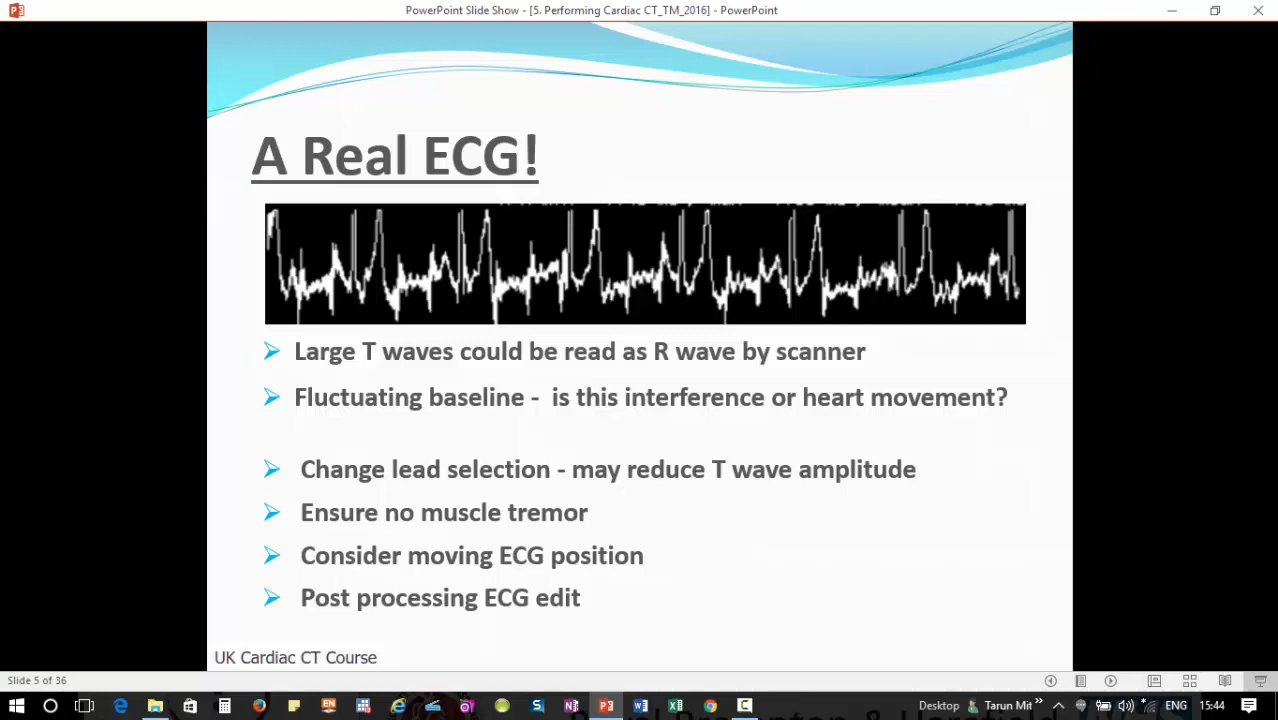 PowerPoint Slide Show - [5. Performing Cardiac CT_TM_2016] - PowerPoint
A Real ECG!
Large T waves could be read as R wave by scanner
Fluctuating baseline - is this interference or heart movement?
Change lead selection - may reduce T wave amplitude
Ensure no muscle tremor
Consider moving ECG position
Post processing ECG edit
UK Cardiac CT Course
Slide 5 of 36
Desktop
Tarun Mit
ENG
15:44